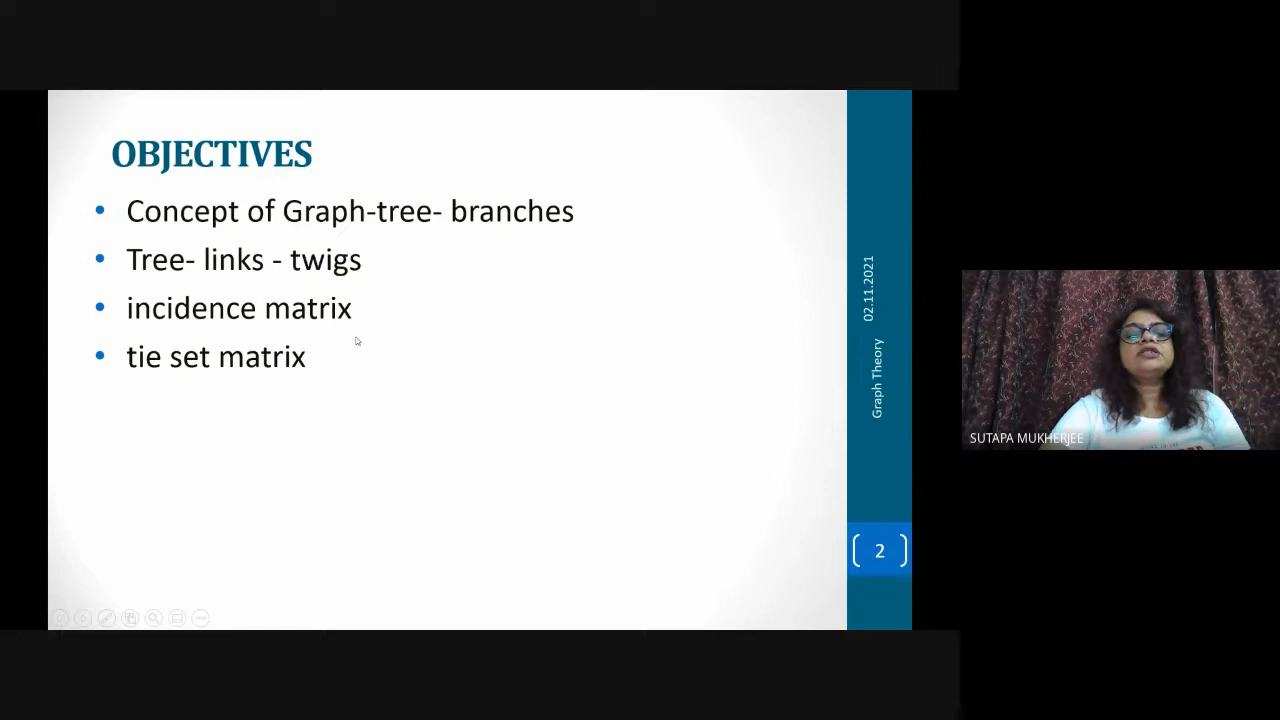 OBJECTIVES
• Concept of Graph-tree- branches
• Tree- links - twigs
• incidence matrix
• tie set matrix
Graph Theory 02.11.2021
2
SUTAPA MUKHERJEE